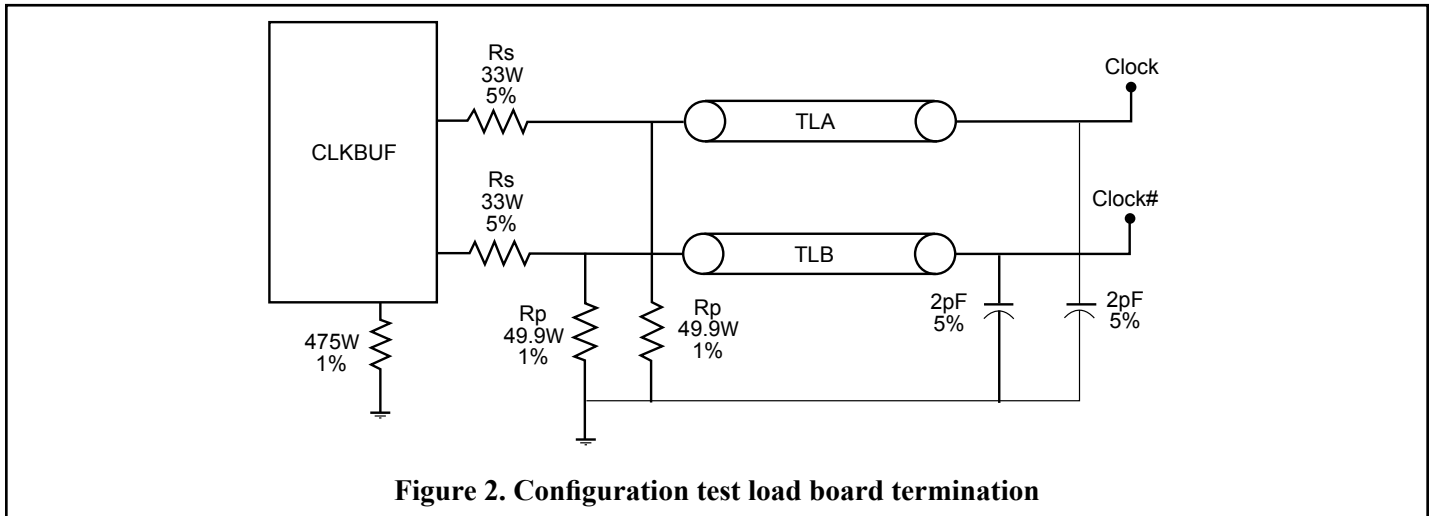 Rs
33W
5%
Clock
TLA
CLKBUF
Rs
33W
5%
Clock#
TLB
Rp
49.9W
1%
Rp
49.9W
1%
2pF
5%
2pF
5%
475W
1%
Figure 2. Configuration test load board termination